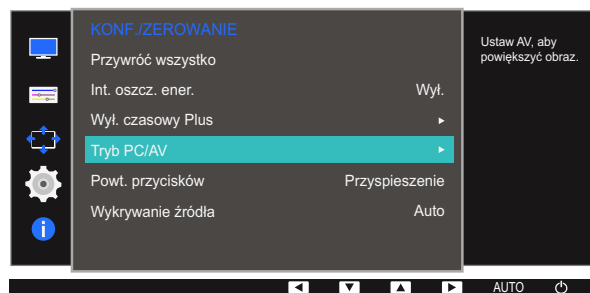 KONF./ZEROWANIE
Przywróć wszystko
Int. oszcz. ener. Wył.
Wył. czasowy Plus
Tryb PC/AV
Powt. przycisków Przyspieszenie
Wykrywanie źródła Auto
Ustaw AV, aby
powiększyć obraz.
AUTO